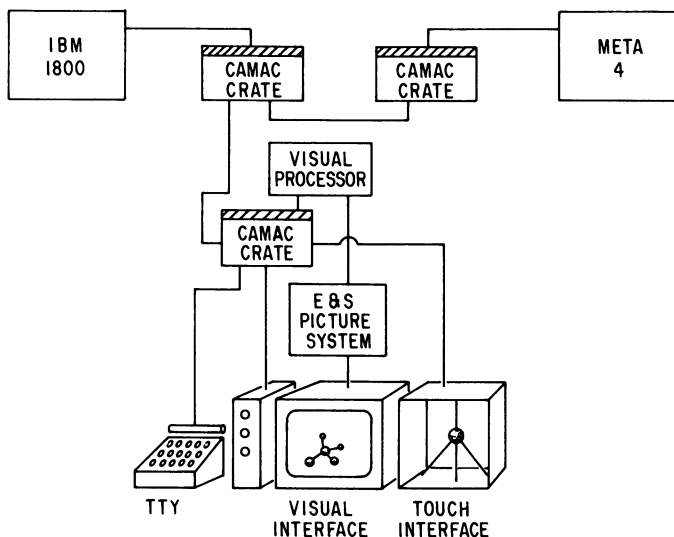 IBM
1800
CAMAC
CRATE
CAMAC
CRATE
META
4
VISUAL
PROCESSOR
CAMAC
CRATE
E&S
PICTURE
SYSTEM
TTY
VISUAL
INTERFACE
TOUCH
INTERFACE